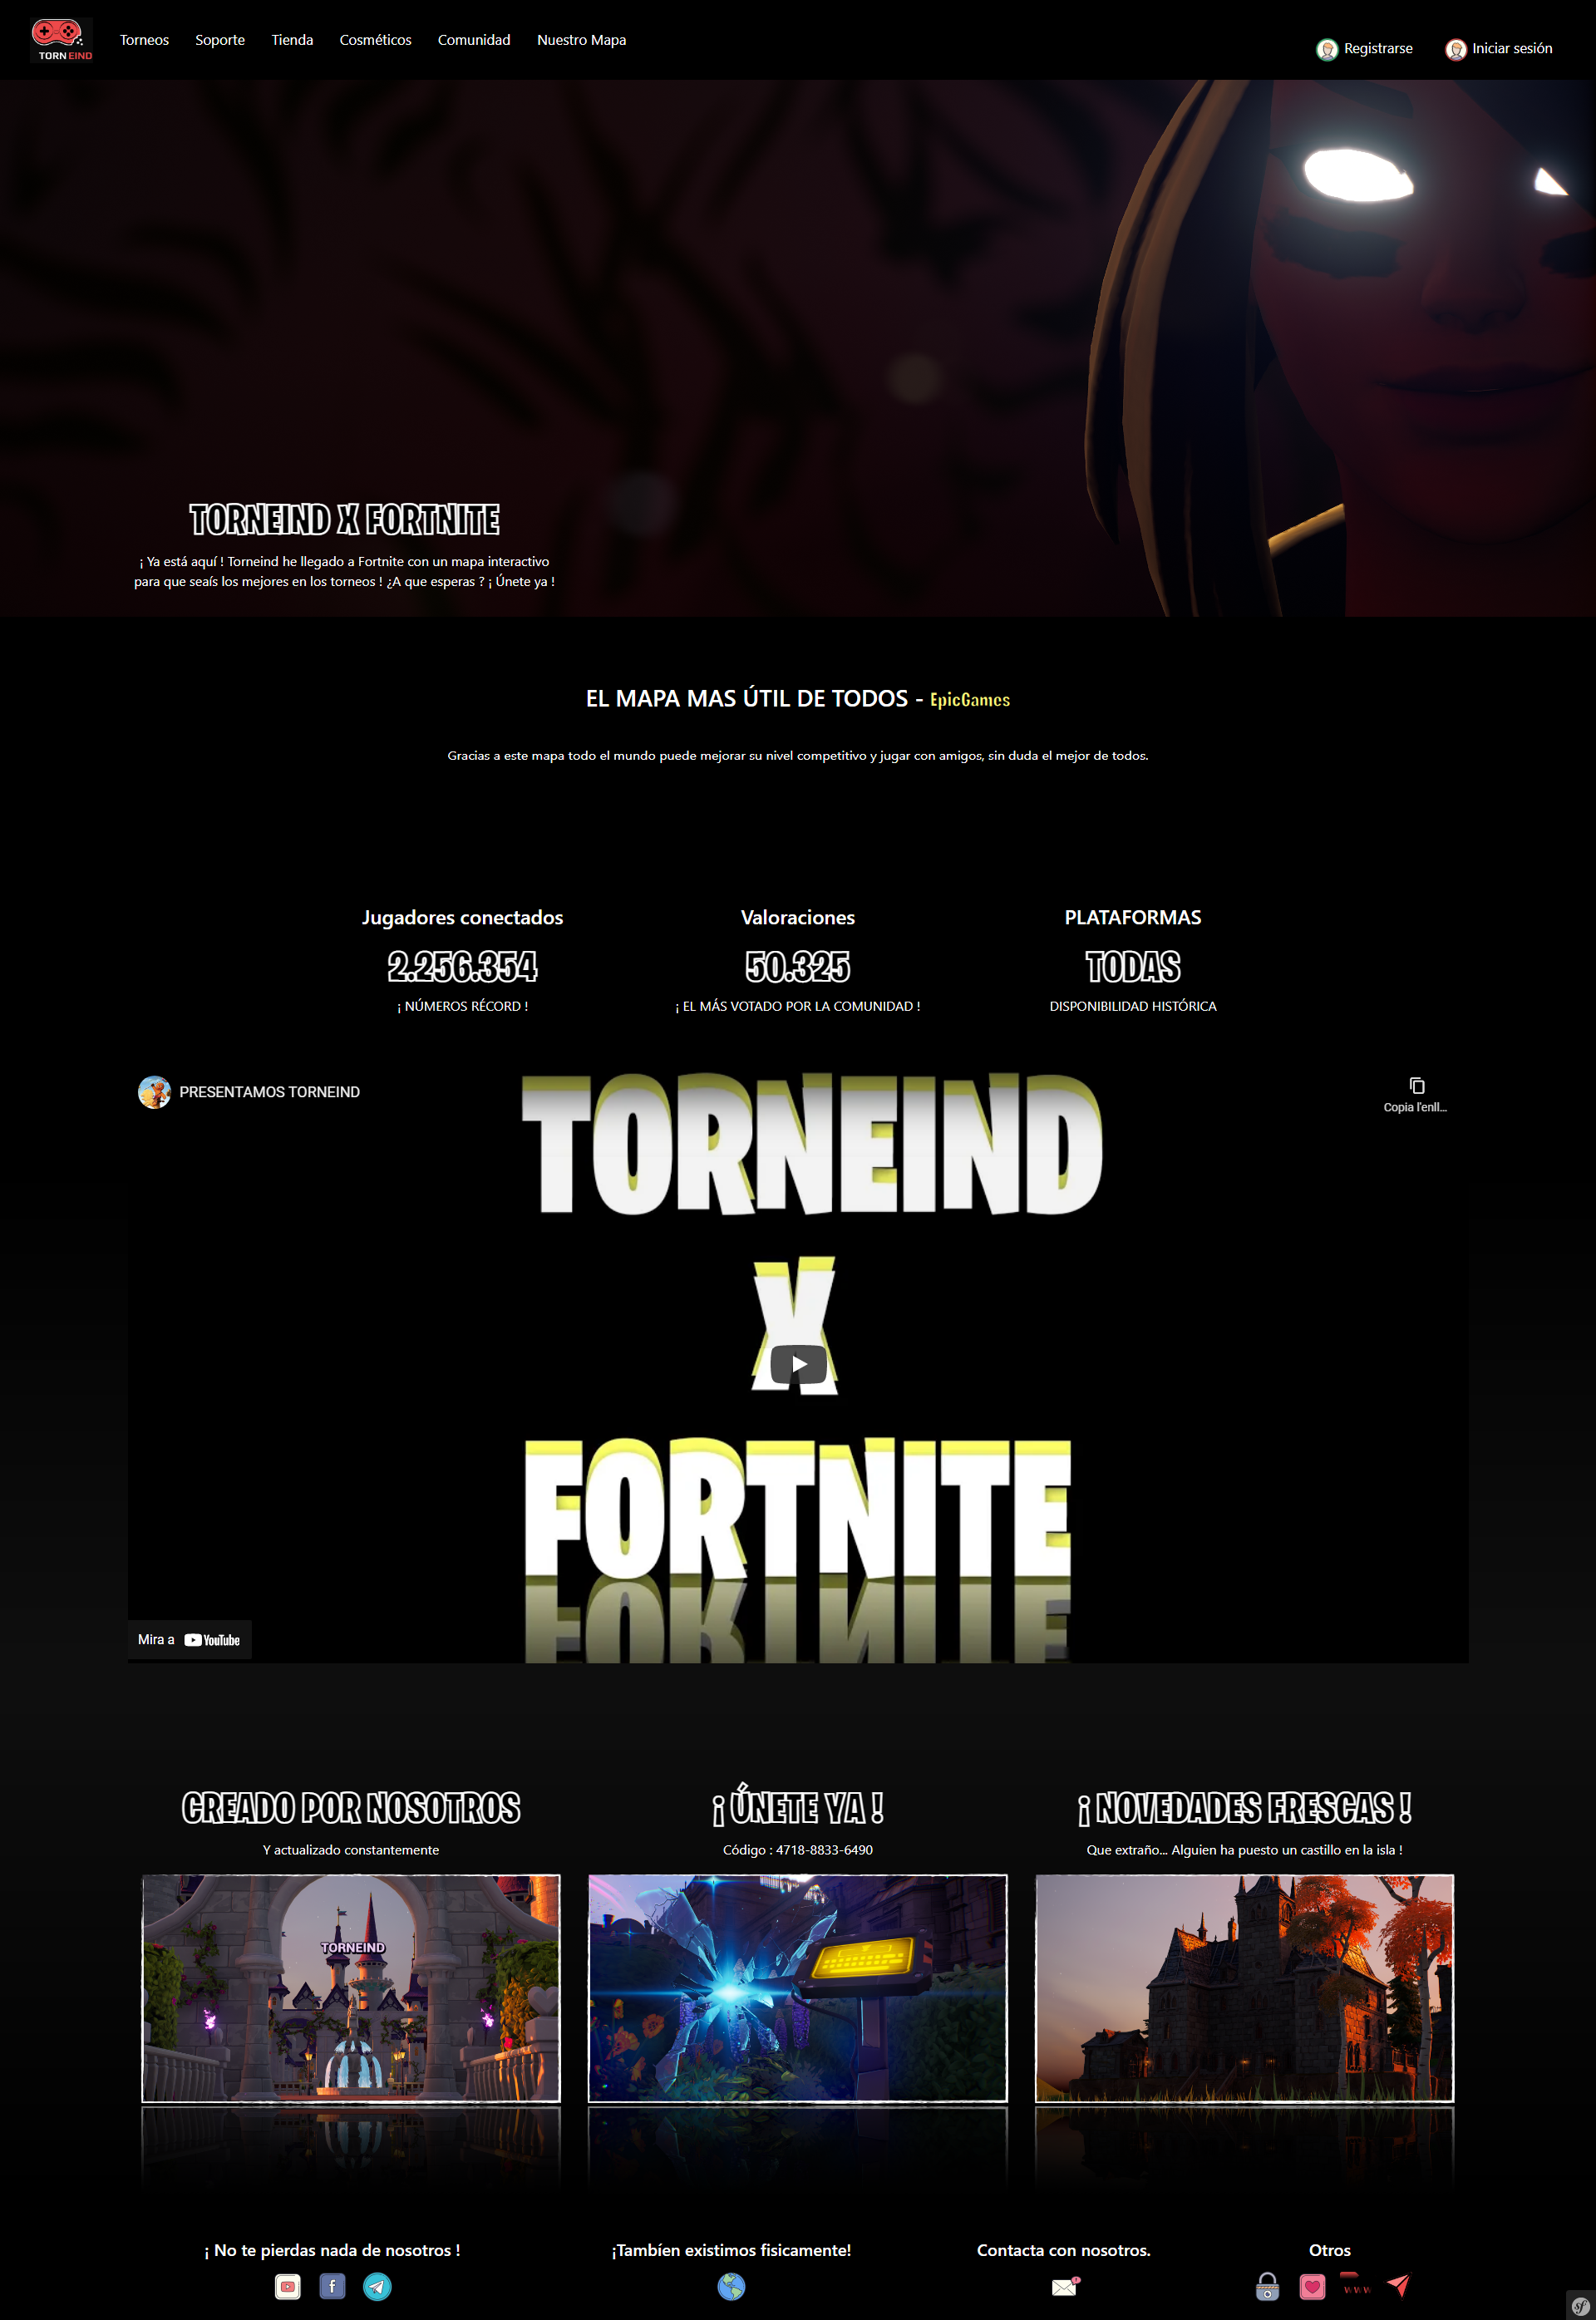 TORNEIND
Torneos
Soporte
Tienda
Cosméticos
Comunidad
Nuestro Mapa
Registrarse
Iniciar sesión
TORNEIND X FORTNITE
¡ Ya está aquí ! Torneind he llegado a Fortnite con un mapa interactivo
para que seaís los mejores en los torneos ! ¿A que esperas ? ¡ Únete ya !
EL MAPA MAS ÚTIL DE TODOS - EpicGames
Gracias a este mapa todo el mundo puede mejorar su nivel competitivo y jugar con amigos, sin duda el mejor de todos.
Jugadores conectados
2.256.354
¡ NÚMEROS RÉCORD !
Valoraciones
50.325
¡ EL MÁS VOTADO POR LA COMUNIDAD !
PLATAFORMAS
TODAS
DISPONIBILIDAD HISTÓRICA
PRESENTAMOS TORNEIND
Copia l'enll...
TORNEIND
X
FORTNITE
Mira a YouTube
CREADO POR NOSOTROS
Y actualizado constantemente
TORNEIND
¡ ÚNETE YA !
Código : 4718-8833-6490
¡ NOVEDADES FRESCAS !
Que extraño... Alguien ha puesto un castillo en la isla !
¡ No te pierdas nada de nosotros !
¡Tambíen existimos fisicamente!
Contacta con nosotros.
Otros